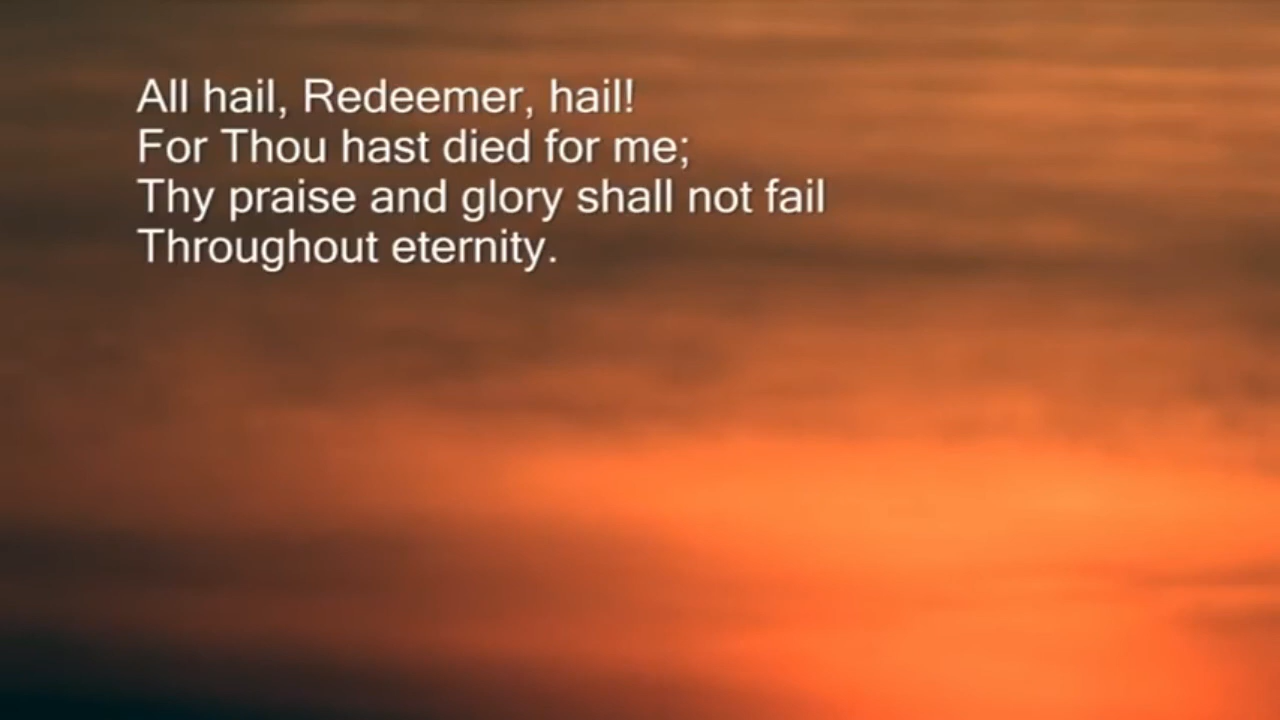 All hail, Redeemer, hail!
For Thou hast died for me;
Thy praise and glory shall not fail
Throughout eternity.